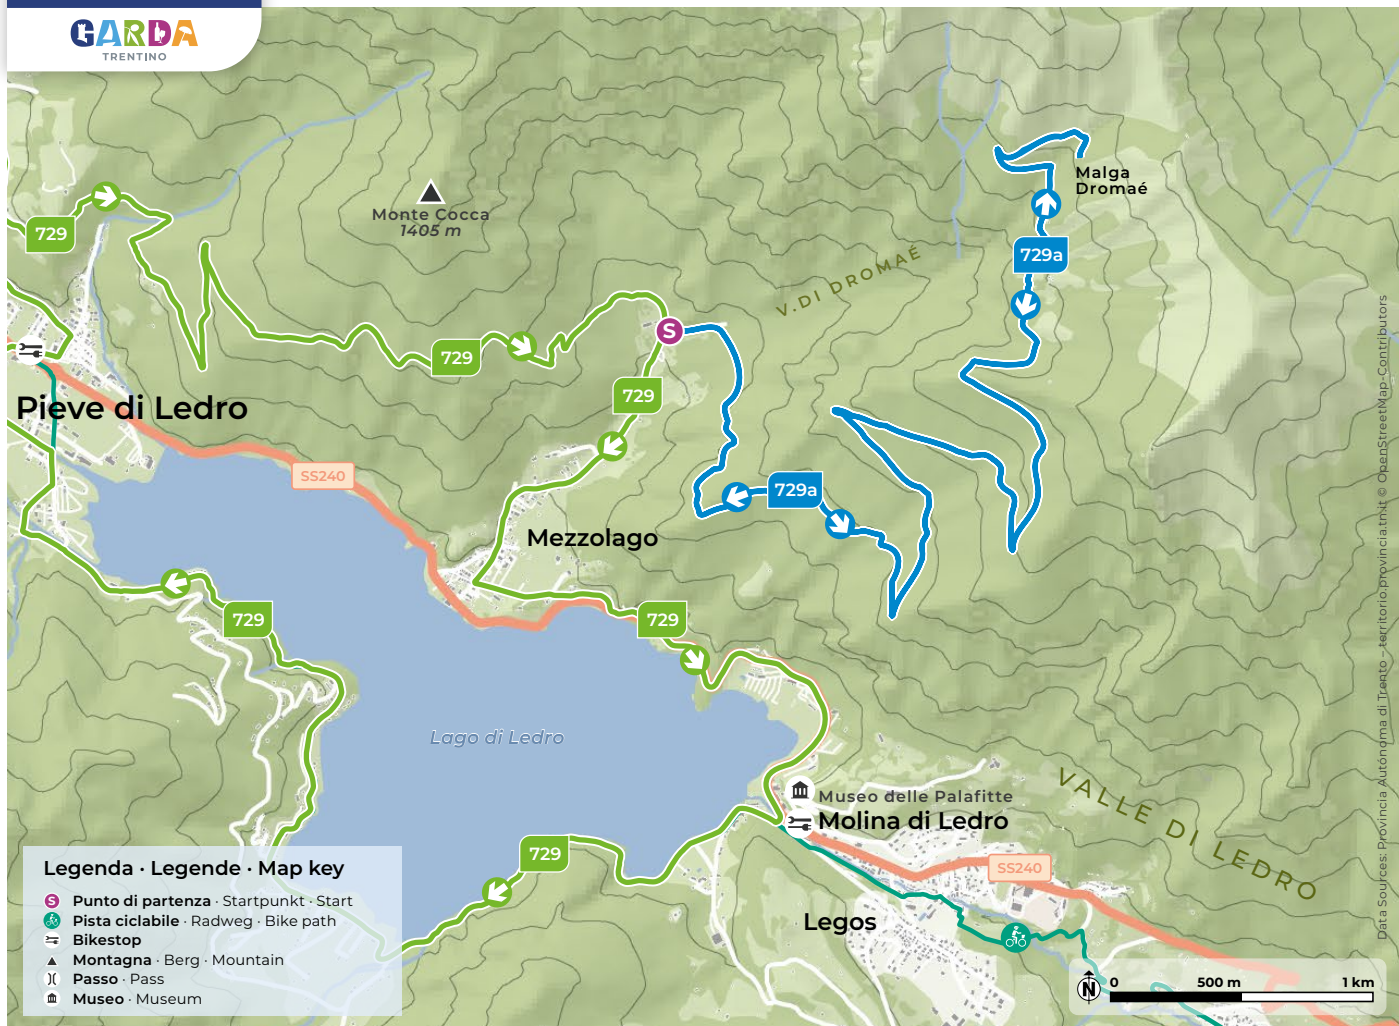 GARDA
TRENTINO
Monte Cocca
1405 m
Malga
Dromaé
729
729a
V. DI DROMAÉ
S
729
729
Pieve di Ledro
SS240
729a
Mezzolago
729
729
Lago di Ledro
VALLE DI LEDRO
Museo delle Palafitte
Molina di Ledro
729
SS240
Legos
Legenda · Legende · Map key
S Punto di partenza · Startpunkt · Start
Pista ciclabile · Radweg · Bike path
Bikestop
Montagna · Berg · Mountain
Passo · Pass
Museo · Museum
N
0 500 m 1 km
Data Sources: Provincia Autónoma di Trento – territorio.provincia.tn.it © OpenStreetMap-Contributors